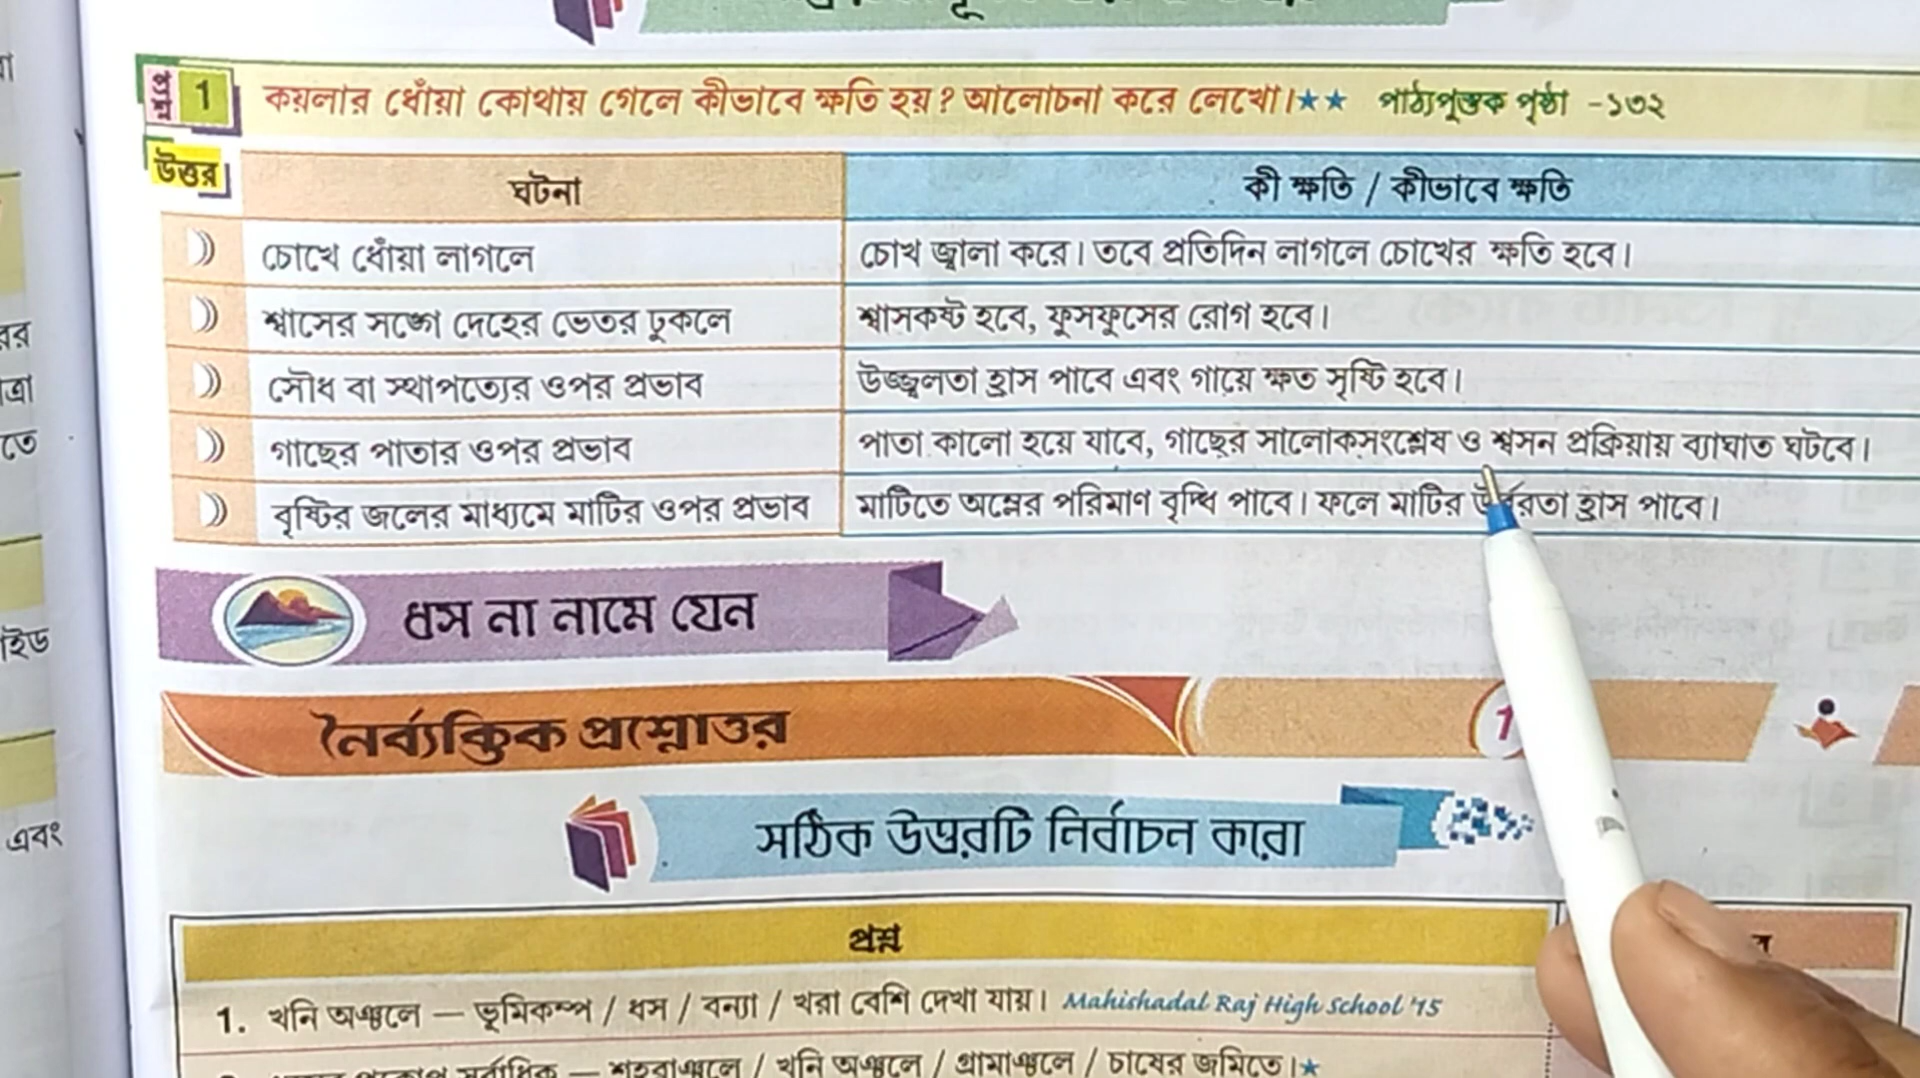 প্রশ্ন 1 কয়লার ধোঁয়া কোথায় গেলে কীভাবে ক্ষতি হয়? আলোচনা করে লেখো।★★ পাঠ্যপুস্তক পৃষ্ঠা -১৩২
উত্তর
ঘটনা কী ক্ষতি / কীভাবে ক্ষতি
চোখে ধোঁয়া লাগলে চোখ জ্বালা করে। তবে প্রতিদিন লাগলে চোখের ক্ষতি হবে।
শ্বাসের সঙ্গে দেহের ভেতর ঢুকলে শ্বাসকষ্ট হবে, ফুসফুসের রোগ হবে।
সৌধ বা স্থাপত্যের ওপর প্রভাব উজ্জ্বলতা হ্রাস পাবে এবং গায়ে ক্ষত সৃষ্টি হবে।
গাছের পাতার ওপর প্রভাব পাতা কালো হয়ে যাবে, গাছের সালোকসংশ্লেষ ও শ্বসন প্রক্রিয়ায় ব্যাঘাত ঘটবে।
বৃষ্টির জলের মাধ্যমে মাটির ওপর প্রভাব মাটিতে অম্লের পরিমাণ বৃদ্ধি পাবে। ফলে মাটির উর্বরতা হ্রাস পাবে।
ধস না নামে যেন
নৈর্ব্যক্তিক প্রশ্নোত্তর 1
সঠিক উত্তরটি নির্বাচন করো
প্রশ্ন
1. খনি অঞ্চলে — ভূমিকম্প / ধস / বন্যা / খরা বেশি দেখা যায়। Mahishadal Raj High School '15
সর্বাধিক — শহরাঞ্চলে / খনি অঞ্চলে / গ্রামাঞ্চলে / চাষের জমিতে।★
তে
এবং